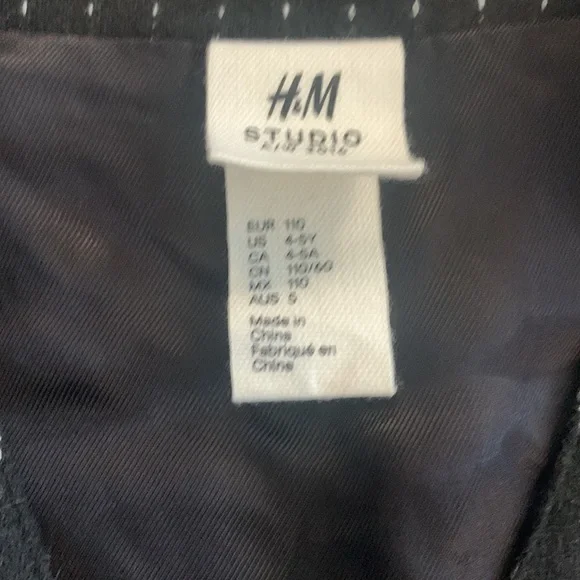 H&M
STUDIO
A/W 2016
EUR 110
US 4-5Y
CA 4-5A
CN 110/60
MX 110
AUS 5
Made in
China
Fabriqué en
Chine